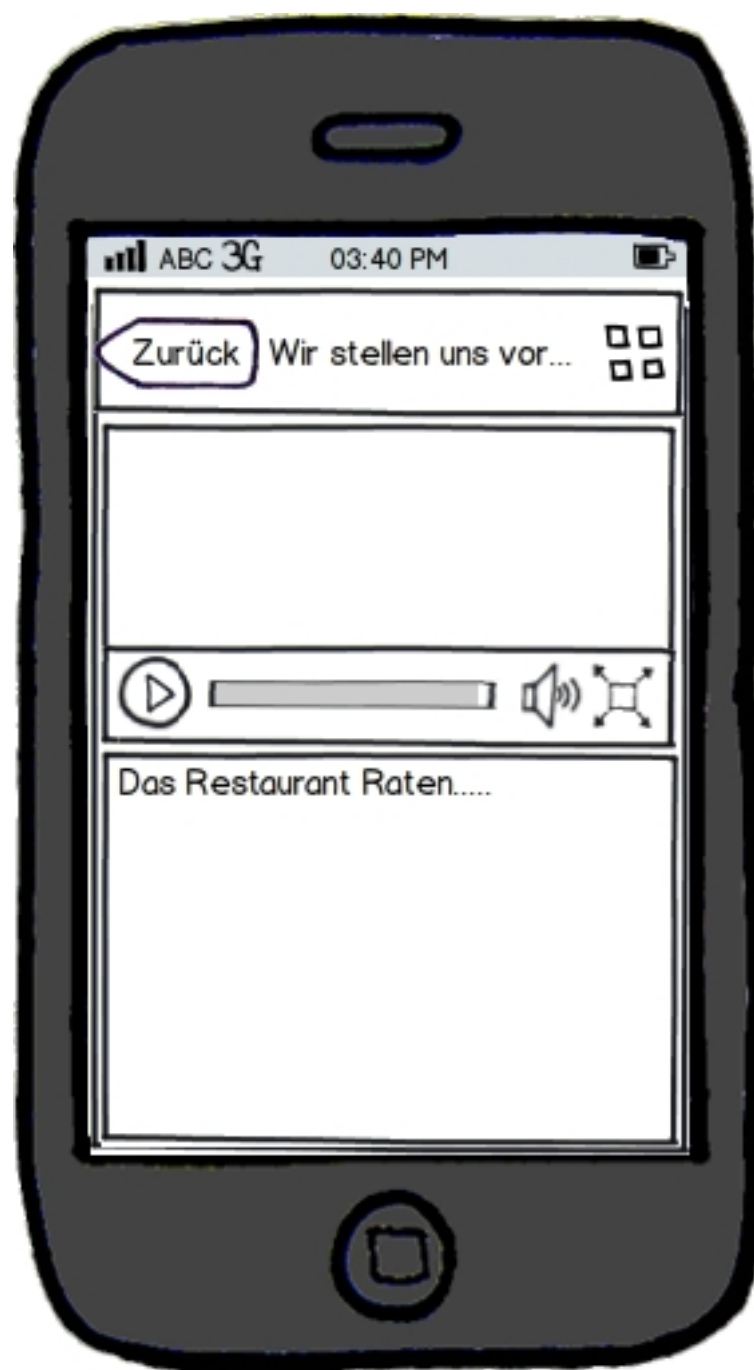 ABC 3G 03:40 PM
Zurück Wir stellen uns vor...
Das Restaurant Raten.....